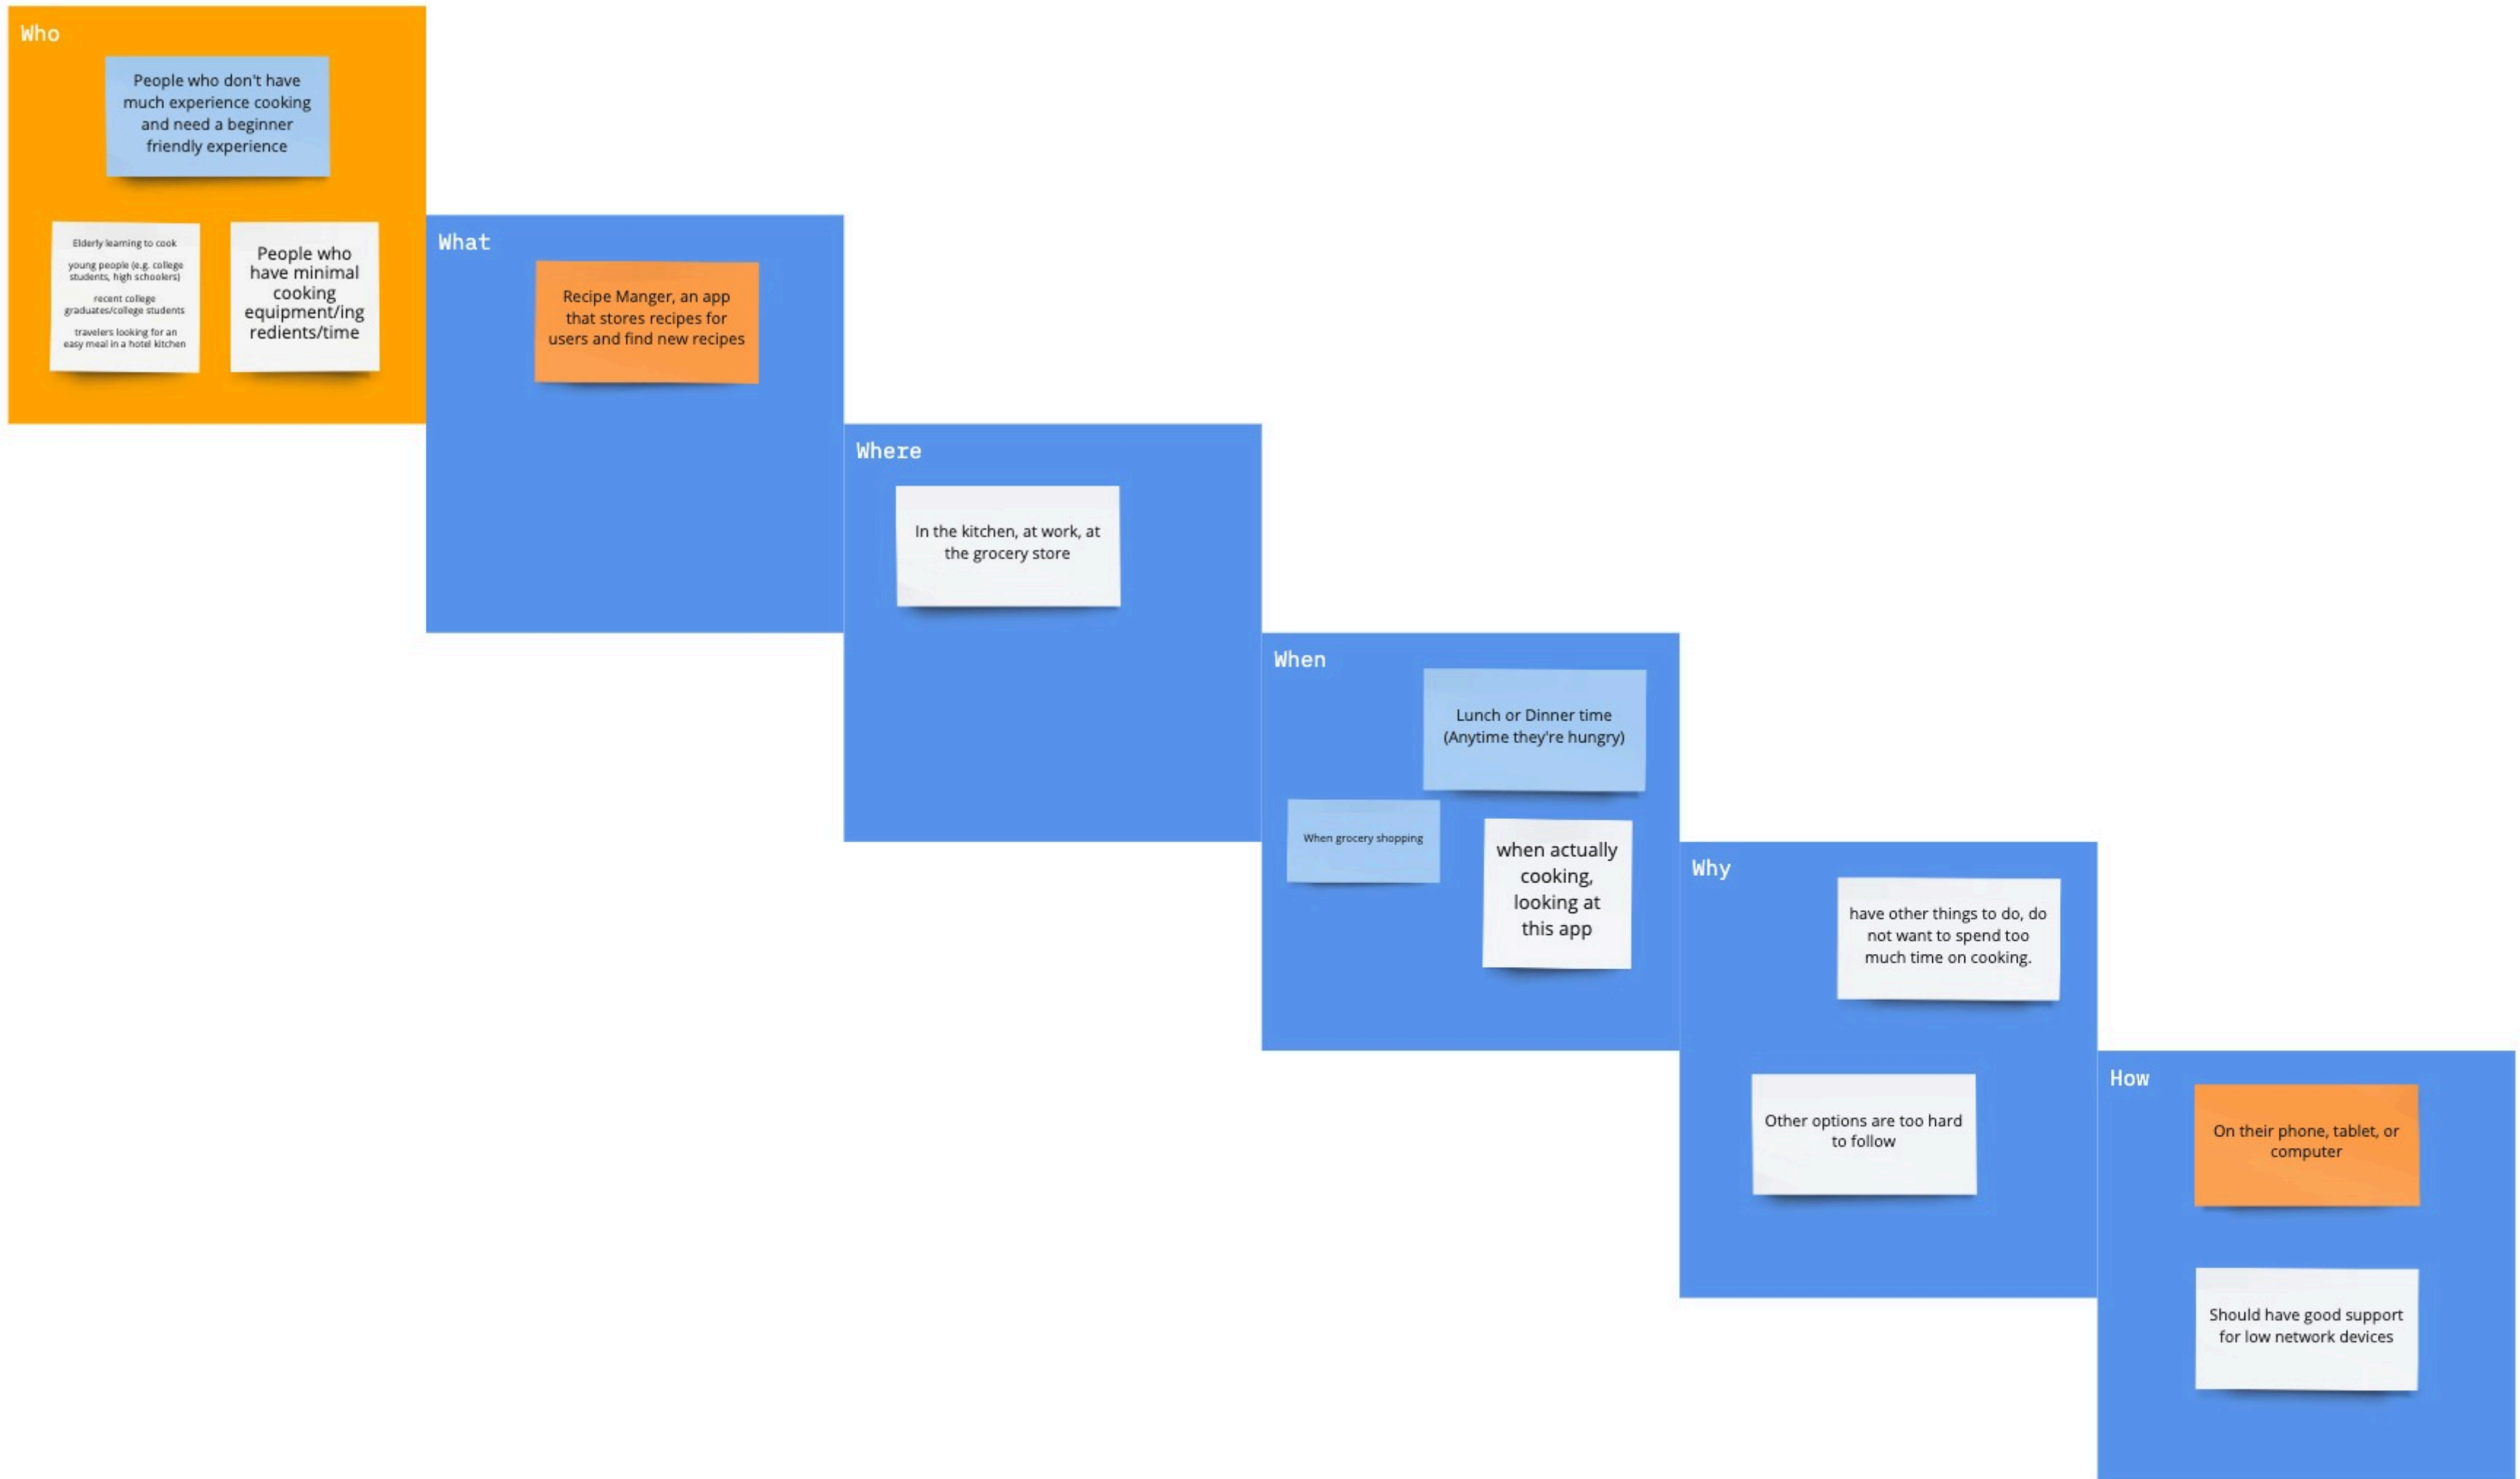 Who
People who don't have
much experience cooking
and need a beginner
friendly experience
Elderly learning to cook
young people (e.g. college
students, high schoolers)
recent college
graduates/college students
travelers looking for an
easy meal in a hotel kitchen
People who
have minimal
cooking
equipment/ing
redients/time
What
Recipe Manger, an app
that stores recipes for
users and find new recipes
Where
In the kitchen, at work, at
the grocery store
When
Lunch or Dinner time
(Anytime they're hungry)
When grocery shopping
when actually
cooking,
looking at
this app
Why
have other things to do, do
not want to spend too
much time on cooking.
Other options are too hard
to follow
How
On their phone, tablet, or
computer
Should have good support
for low network devices